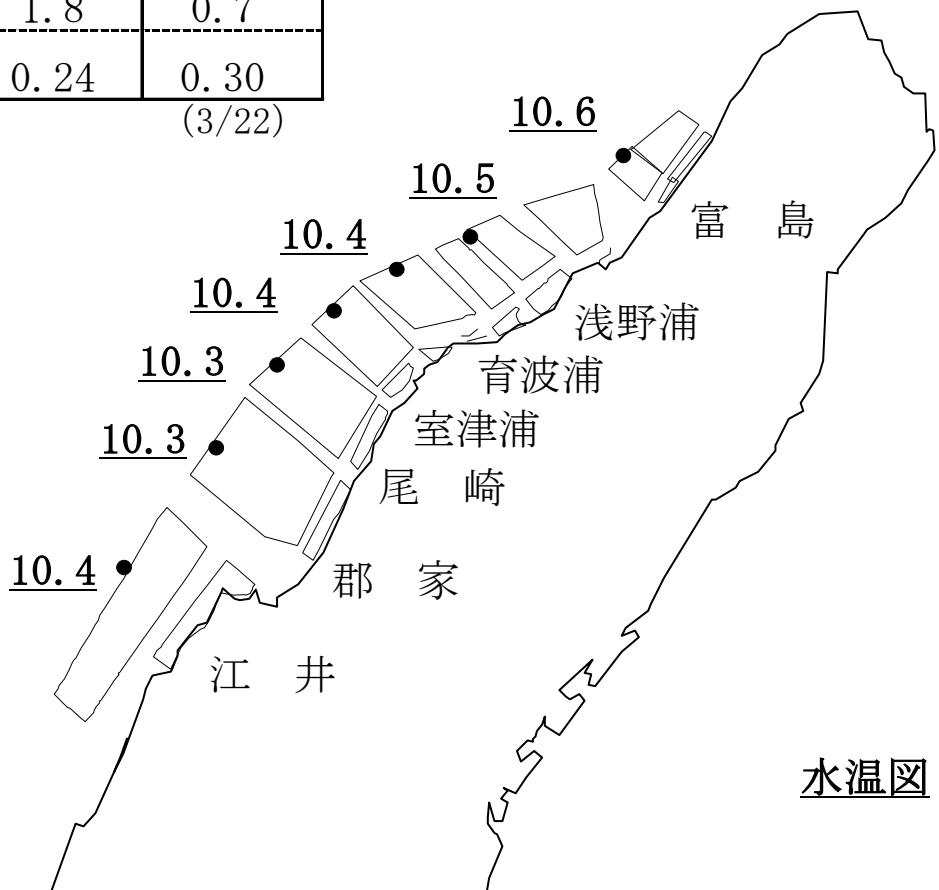 1.8 0.7
0.24 0.30
(3/22)
10.6
10.5
富 島
10.4
10.4
浅野浦
10.3
育波浦
室津浦
10.3
尾 崎
10.4
郡 家
江 井
水温図